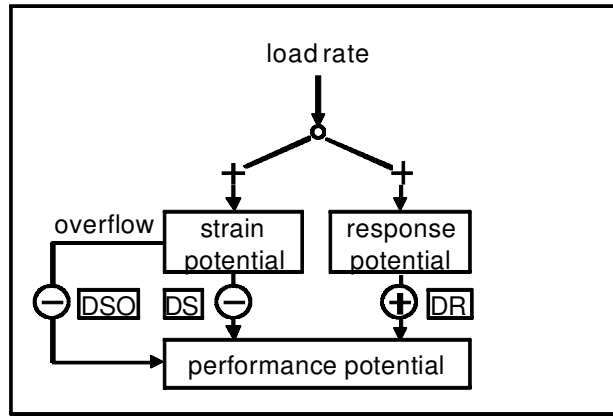 load rate
+ +
overflow
strain potential
response potential
− DSO DS − + DR
performance potential